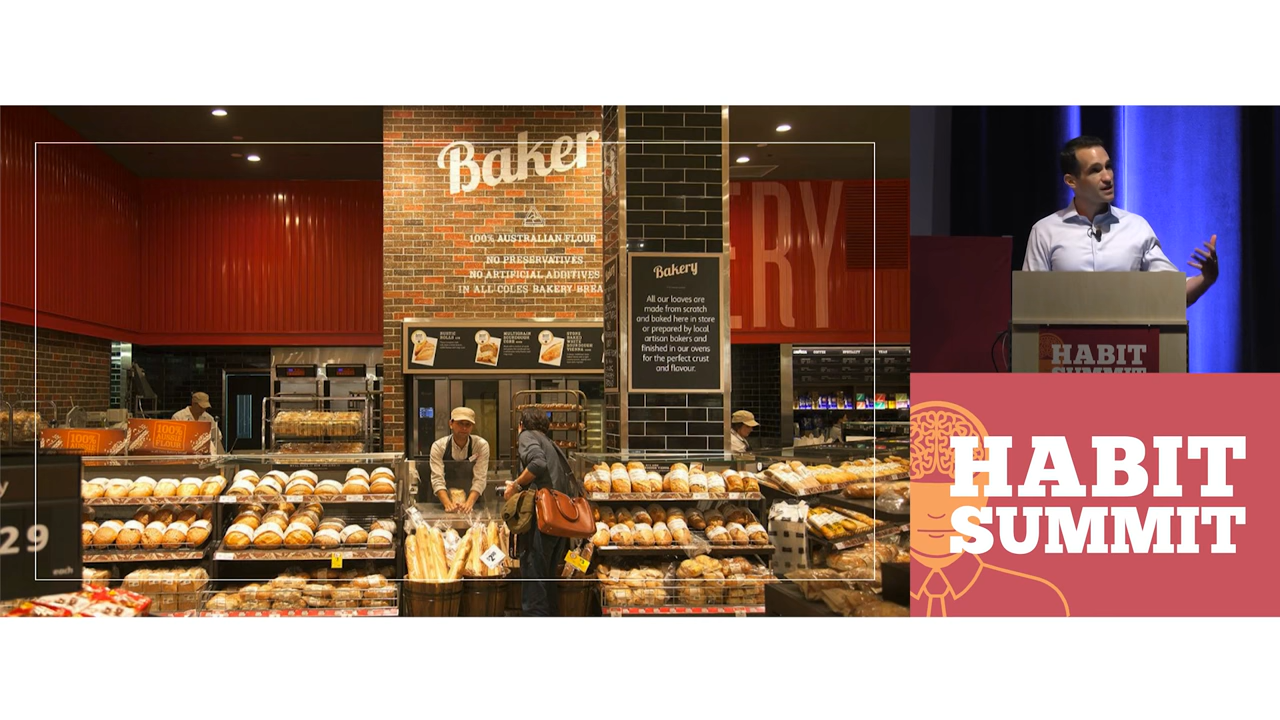 Baker
100% AUSTRALIAN FLOUR
NO PRESERVATIVES
NO ARTIFICIAL ADDITIVES
IN ALL COLES BAKERY BREA
ERY
Bakery
All our loaves are
made from scratch
and baked here in store
or prepared by local
artisan bakers and
finished in our ovens
for the perfect crust
and flavour.
100%
100%
29
each
HABIT
SUMMIT
HABIT
SUMMIT